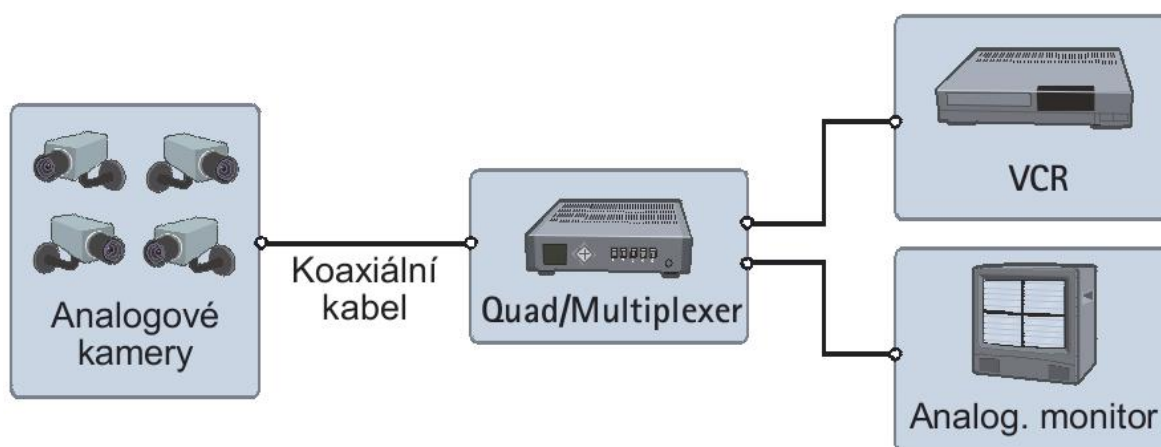 Analogové
kamery
Koaxiální
kabel
Quad/Multiplexer
VCR
Analog. monitor